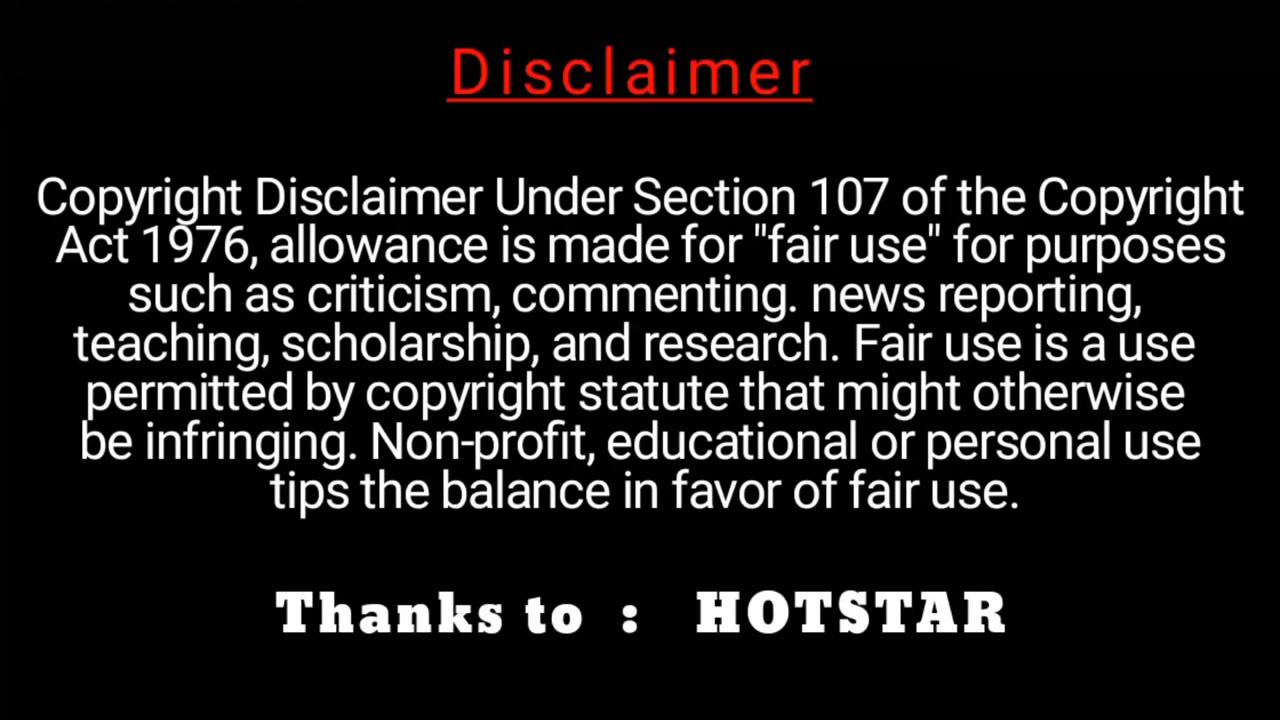 Disclaimer
Copyright Disclaimer Under Section 107 of the Copyright
Act 1976, allowance is made for "fair use" for purposes
such as criticism, commenting. news reporting,
teaching, scholarship, and research. Fair use is a use
permitted by copyright statute that might otherwise
be infringing. Non-profit, educational or personal use
tips the balance in favor of fair use.
Thanks to : HOTSTAR